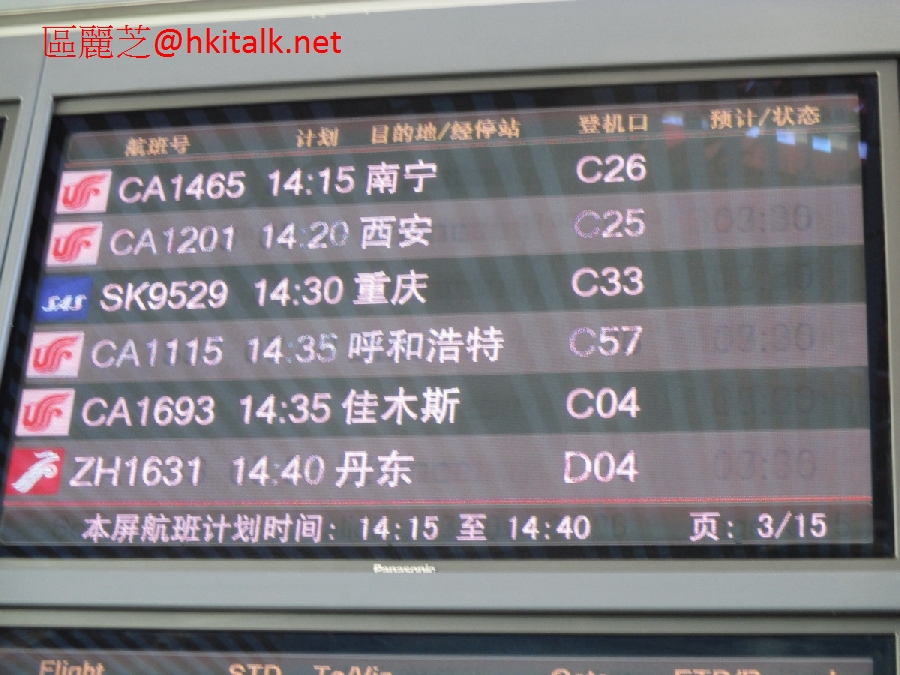 區麗芝@hkitalk.net
航班号 计划 目的地/经停站 登机口 预计/状态
CA1465 14:15 南宁 C26
CA1201 14:20 西安 C25
SAS SK9529 14:30 重庆 C33
CA1115 14:35 呼和浩特 C57
CA1693 14:35 佳木斯 C04
ZH1631 14:40 丹东 D04
本屏航班计划时间: 14:15 至 14:40 页: 3/15
Panasonic
Flight STD To/Via Gate